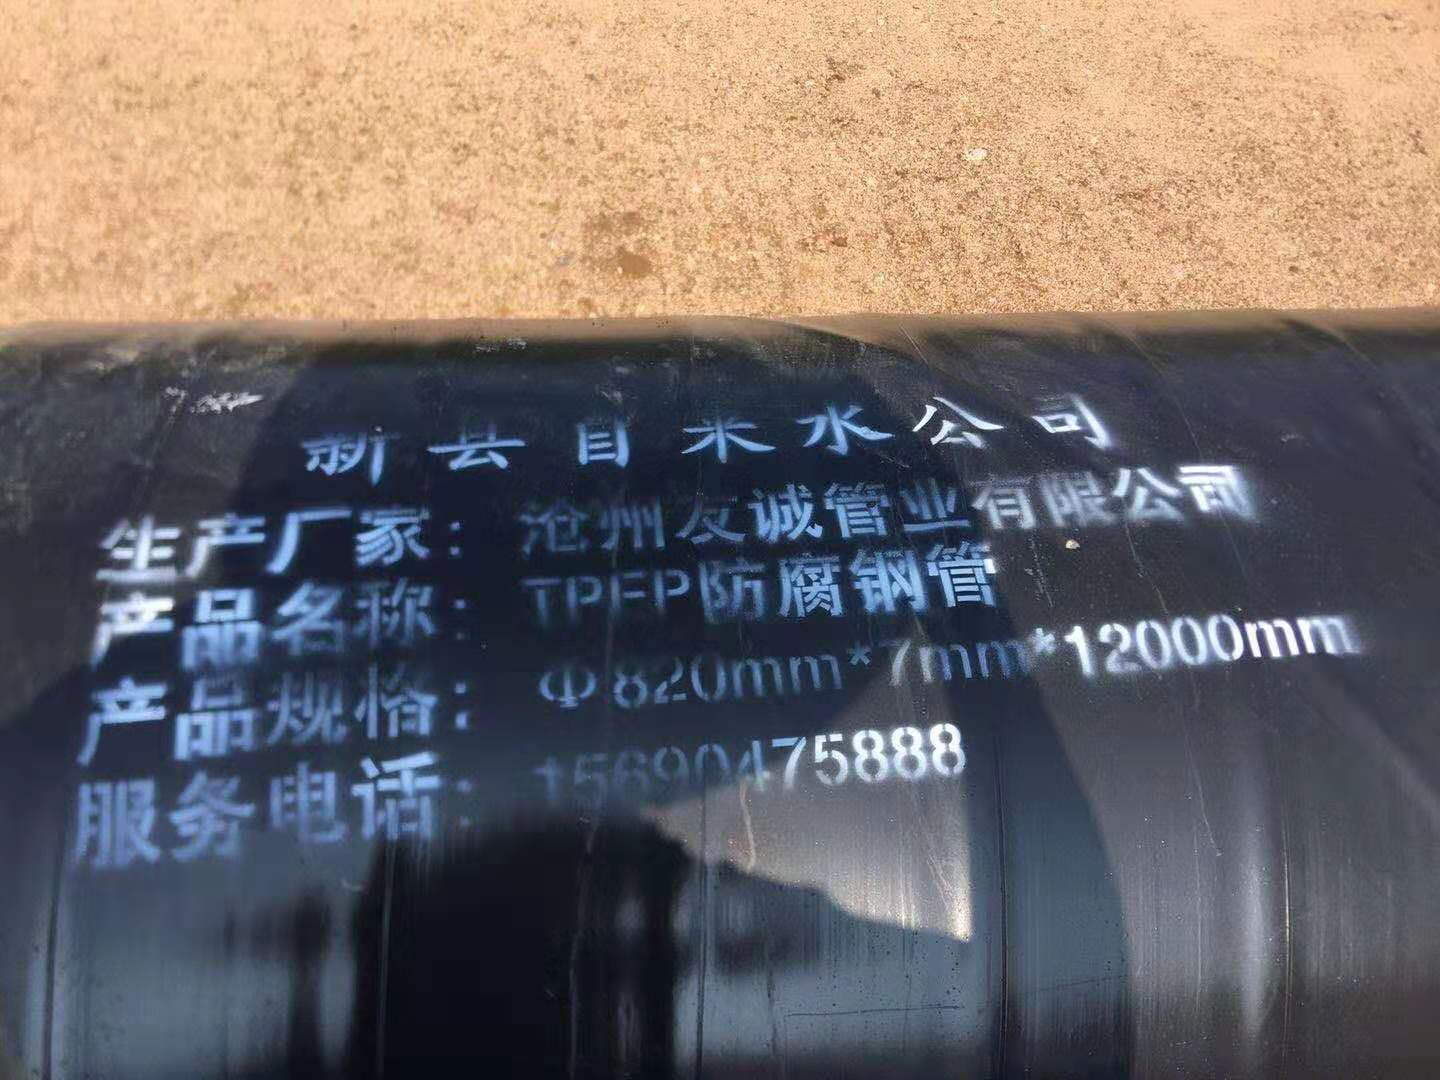 新县自来水公司
生产厂家：沧州友诚管业有限公司
产品名称：TPEP防腐钢管
产品规格：Φ820mm*7mm*12000mm
服务电话：15690475888